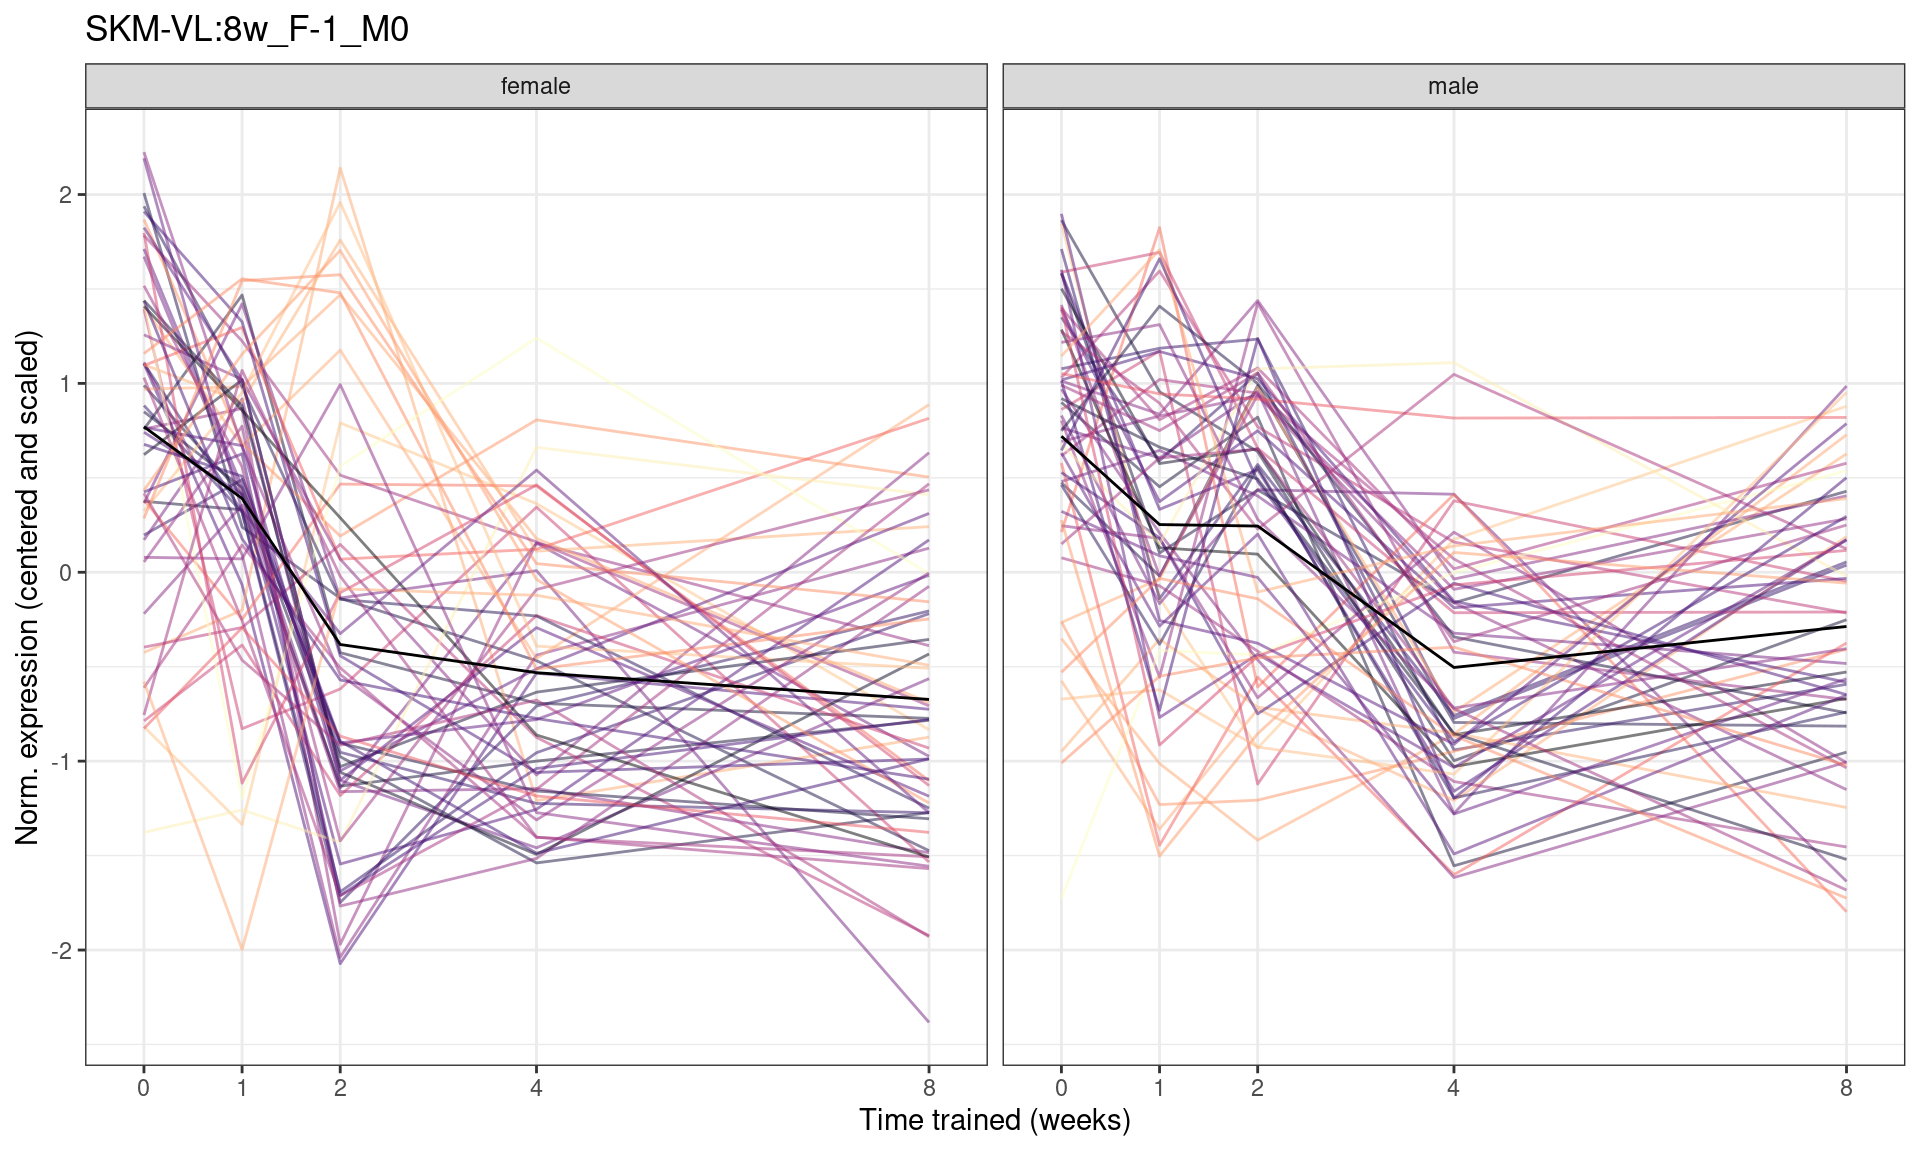 SKM-VL:8w_F-1_M0
female
male
Norm. expression (centered and scaled)
2
1
0
-1
-2
0 1 2 4 8
0 1 2 4 8
Time trained (weeks)